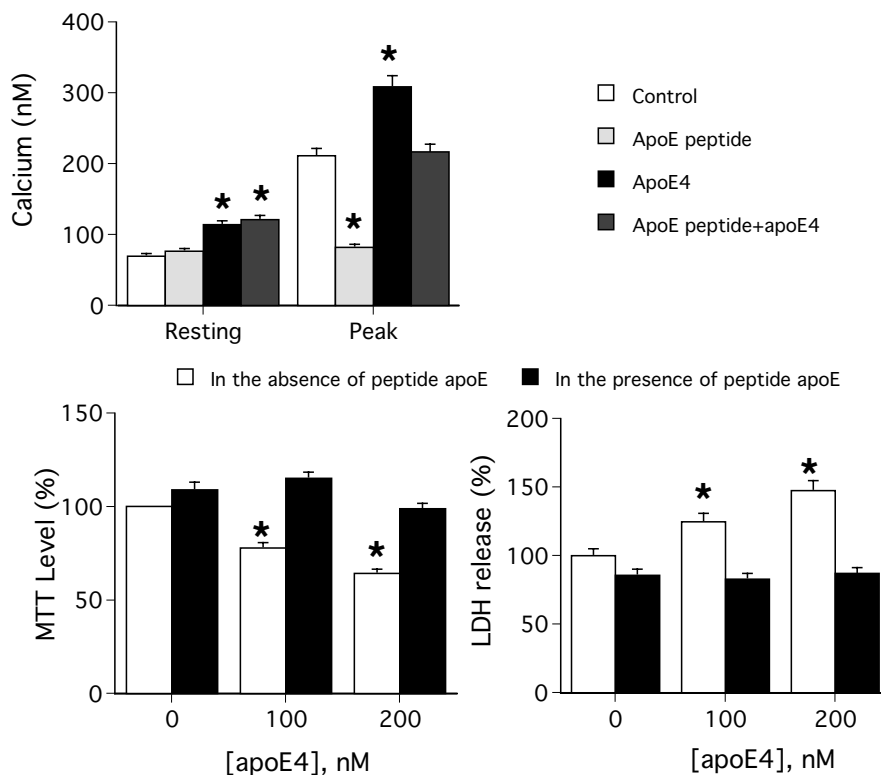 400
300
200
100
0
Calcium (nM)
*
*
*
*
Resting
Peak
Control
ApoE peptide
ApoE4
ApoE peptide+apoE4
In the absence of peptide apoE
In the presence of peptide apoE
150
100
50
0
MTT Level (%)
*
*
0
100
200
[apoE4], nM
200
150
100
50
0
LDH release (%)
*
*
0
100
200
[apoE4], nM